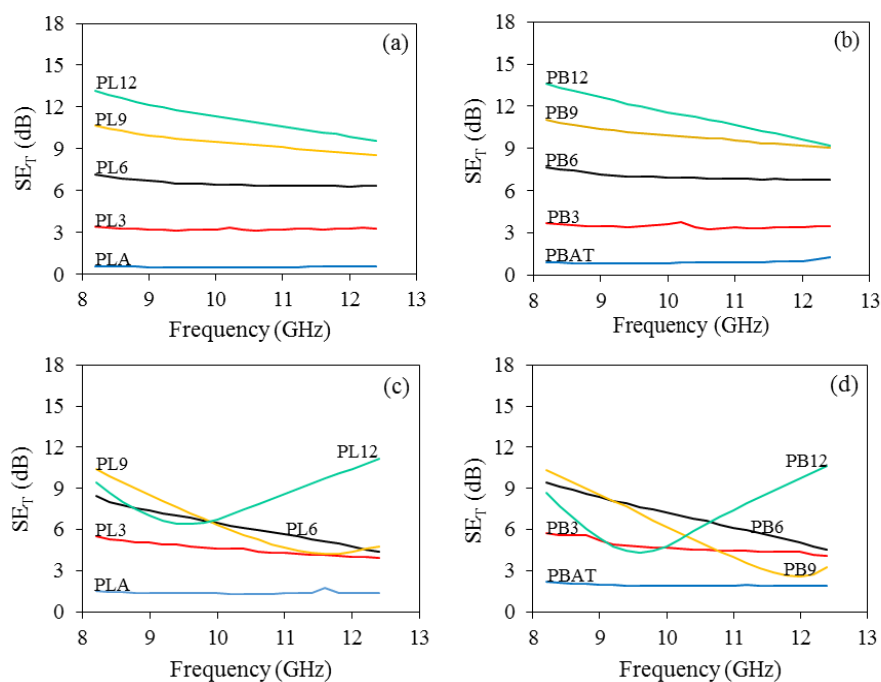 18
15
12
9
6
3
0
SE_T (dB)
(a)
PL12
PL9
PL6
PL3
PLA
8 9 10 11 12 13
Frequency (GHz)
18
15
12
9
6
3
0
SE_T (dB)
(b)
PB12
PB9
PB6
PB3
PBAT
8 9 10 11 12 13
Frequency (GHz)
18
15
12
9
6
3
0
SE_T (dB)
(c)
PL12
PL9
PL6
PL3
PLA
8 9 10 11 12 13
Frequency (GHz)
18
15
12
9
6
3
0
SE_T (dB)
(d)
PB12
PB3
PB6
PBAT
PB9
8 9 10 11 12 13
Frequency (GHz)